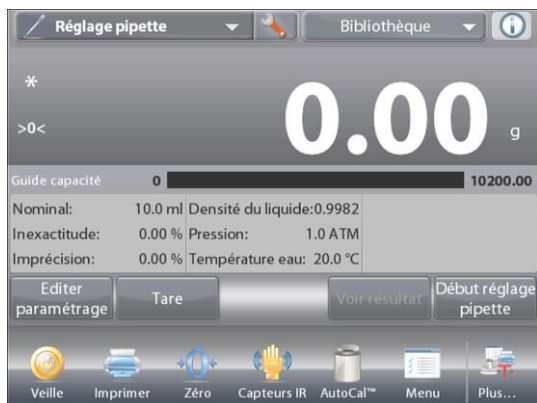 Réglage pipette Bibliothèque
*
>0< 0.00 g
Guide capacité 0 10200.00
Nominal: 10.0 ml Densité du liquide:0.9982
Inexactitude: 0.00 % Pression: 1.0 ATM
Imprécision: 0.00 % Température eau: 20.0 °C
Editer paramétrage Tare Voir résultat Début réglage pipette
Veille Imprimer Zéro Capteurs IR AutoCal™ Menu Plus...